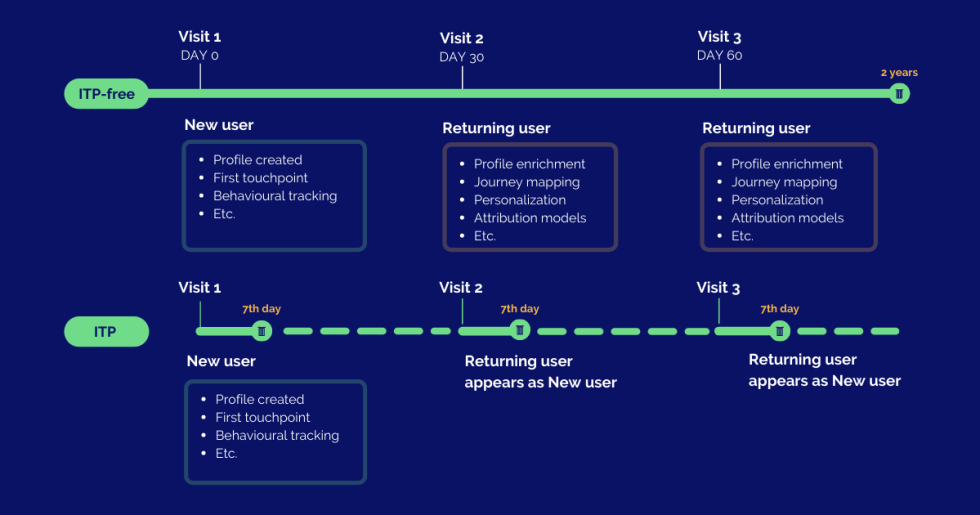 Visit 1
DAY 0
Visit 2
DAY 30
Visit 3
DAY 60
2 years
ITP-free
New user
• Profile created
• First touchpoint
• Behavioural tracking
• Etc.
Returning user
• Profile enrichment
• Journey mapping
• Personalization
• Attribution models
• Etc.
Returning user
• Profile enrichment
• Journey mapping
• Personalization
• Attribution models
• Etc.
Visit 1
7th day
Visit 2
7th day
Visit 3
7th day
ITP
New user
• Profile created
• First touchpoint
• Behavioural tracking
• Etc.
Returning user
appears as New user
Returning user
appears as New user